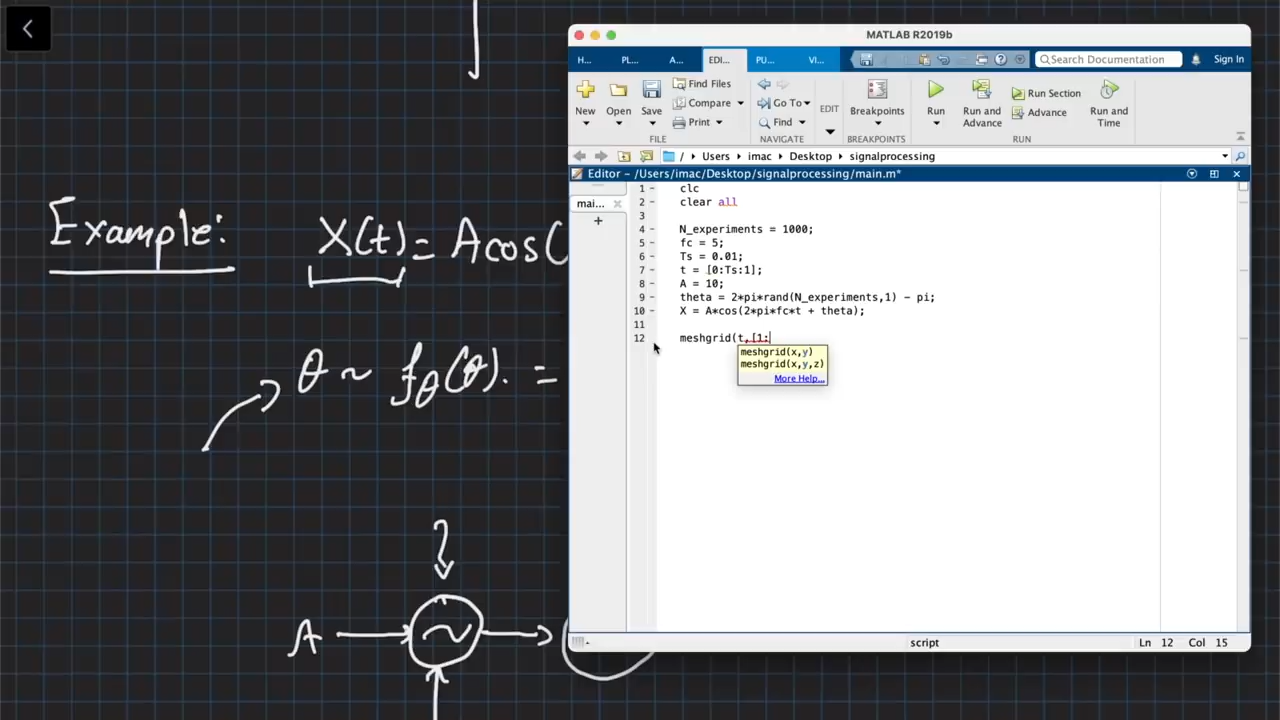 Example:
X(t) = Acos(
θ ~ fθ(θ). =
A
MATLAB R2019b
H... PL... A... EDI... PU... VI...
Search Documentation
Sign In
New
Open
Save
Find Files
Compare
Print
FILE
Go To
Find
NAVIGATE
EDIT
Breakpoints
BREAKPOINTS
Run
Run and Advance
Run Section
Advance
Run and Time
RUN
/ Users imac Desktop signalprocessing
Editor - /Users/imac/Desktop/signalprocessing/main.m*
mai...
+
1 - clc
2 - clear all
3
4 - N_experiments = 1000;
5 - fc = 5;
6 - Ts = 0.01;
7 - t = [0:Ts:1];
8 - A = 10;
9 - theta = 2*pi*rand(N_experiments,1) - pi;
10 - X = A*cos(2*pi*fc*t + theta);
11
12 meshgrid(t,[1:
meshgrid(x,y)
meshgrid(x,y,z)
More Help...
script
Ln 12 Col 15